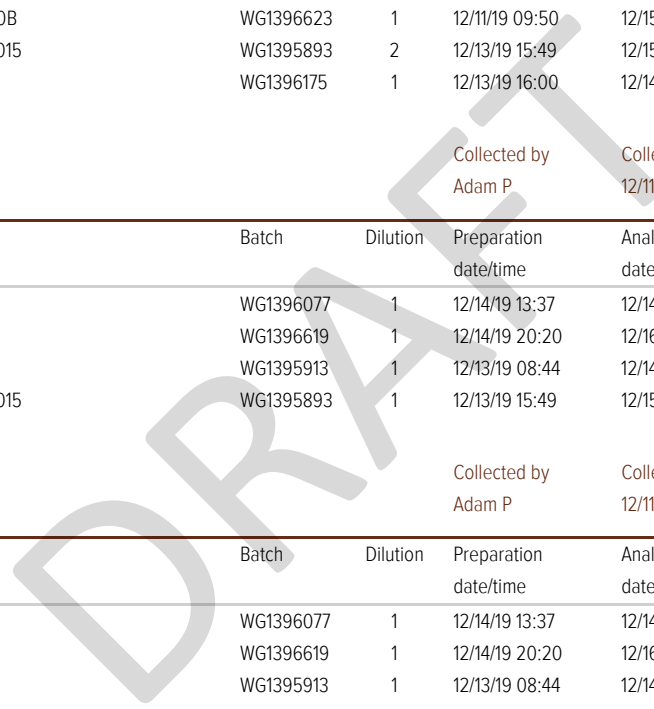 0B WG1396623 1 12/11/19 09:50 12/15
015 WG1395893 2 12/13/19 15:49 12/15
WG1396175 1 12/13/19 16:00 12/14
Collected by Colle
Adam P 12/11
Batch Dilution Preparation Anal
date/time date
WG1396077 1 12/14/19 13:37 12/14
WG1396619 1 12/14/19 20:20 12/16
WG1395913 1 12/13/19 08:44 12/14
015 WG1395893 1 12/13/19 15:49 12/15
Collected by Colle
Adam P 12/11
Batch Dilution Preparation Anal
date/time date
WG1396077 1 12/14/19 13:37 12/14
WG1396619 1 12/14/19 20:20 12/16
WG1395913 1 12/13/19 08:44 12/14
DRAFT